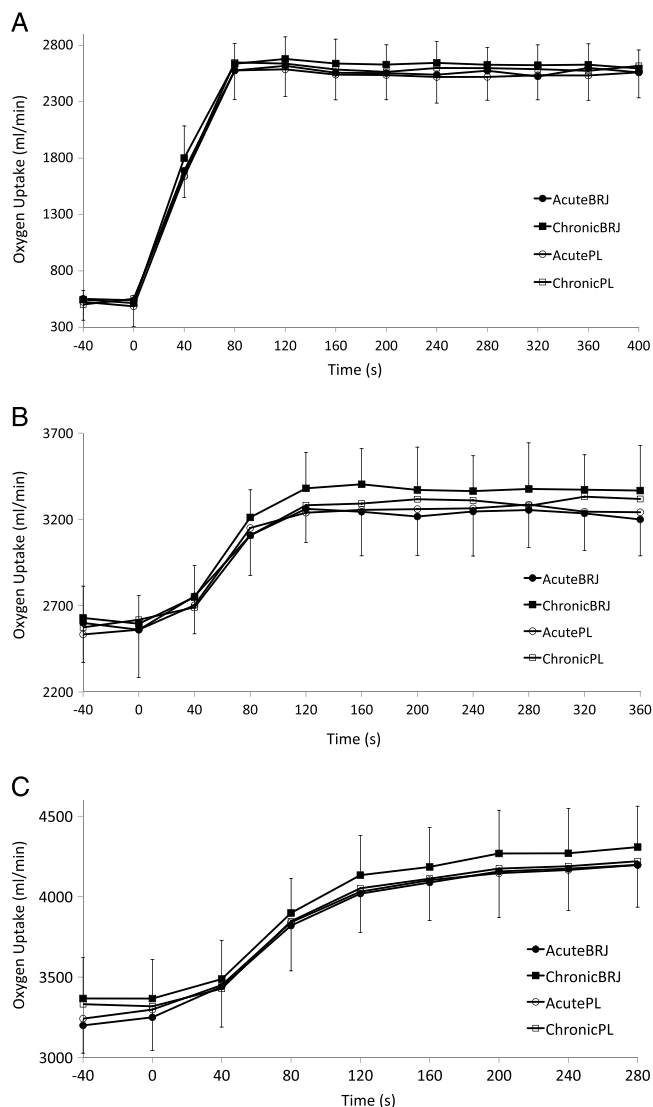 A
Oxygen Uptake (ml/min)
2800
2300
1800
1300
800
300
AcuteBRJ
ChronicBRJ
AcutePL
ChronicPL
-40 0 40 80 120 160 200 240 280 320 360 400
Time (s)
B
Oxygen Uptake (ml/min)
3700
3200
2700
2200
AcuteBRJ
ChronicBRJ
AcutePL
ChronicPL
-40 0 40 80 120 160 200 240 280 320 360
Time (s)
C
Oxygen Uptake (ml/min)
4500
4000
3500
3000
AcuteBRJ
ChronicBRJ
AcutePL
ChronicPL
-40 0 40 80 120 160 200 240 280
Time (s)